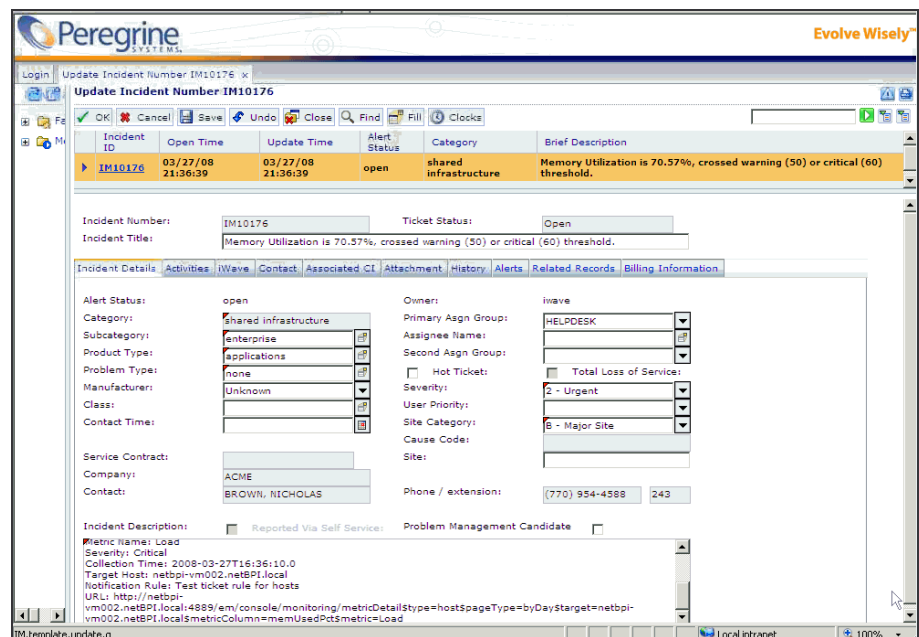 Peregrine
SYSTEMS.
Evolve Wisely™
Login Update Incident Number IM10176 x
Update Incident Number IM10176
OK Cancel Save Undo Close Find Fill Clocks
Incident ID Open Time Update Time Alert Status Category Brief Description
IM10176 03/27/08 21:36:39 03/27/08 21:36:39 open shared infrastructure Memory Utilization is 70.57%, crossed warning (50) or critical (60) threshold.
Incident Number: IM10176 Ticket Status: Open
Incident Title: Memory Utilization is 70.57%, crossed warning (50) or critical (60) threshold.
Incident Details Activities iWave Contact Associated CI Attachment History Alerts Related Records Billing Information
Alert Status: open Owner: iwave
Category: shared infrastructure Primary Asgn Group: HELPDESK
Subcategory: enterprise Assignee Name:
Product Type: applications Second Asgn Group:
Problem Type: none Hot Ticket: Total Loss of Service:
Manufacturer: Unknown Severity: 2 - Urgent
Class: User Priority:
Contact Time: Site Category: B - Major Site
Cause Code:
Service Contract: Site:
Company: ACME
Contact: BROWN, NICHOLAS Phone / extension: (770) 954-4588 243
Incident Description: Reported Via Self Service: Problem Management Candidate
Metric Name: Load
Severity: Critical
Collection Time: 2008-03-27T16:36:10.0
Target Host: netbpi-vm002.netBPI.local
Notification Rule: Test ticket rule for hosts
URL: http://netbpi-
vm002.netBPI.local:4889/em/console/monitoring/metricDetail$type=host$pageType=byDay$target=netbpi-
vm002.netBPI.local$metricColumn=memUsedPct$metric=Load
IM.template.update.g Local intranet 100%